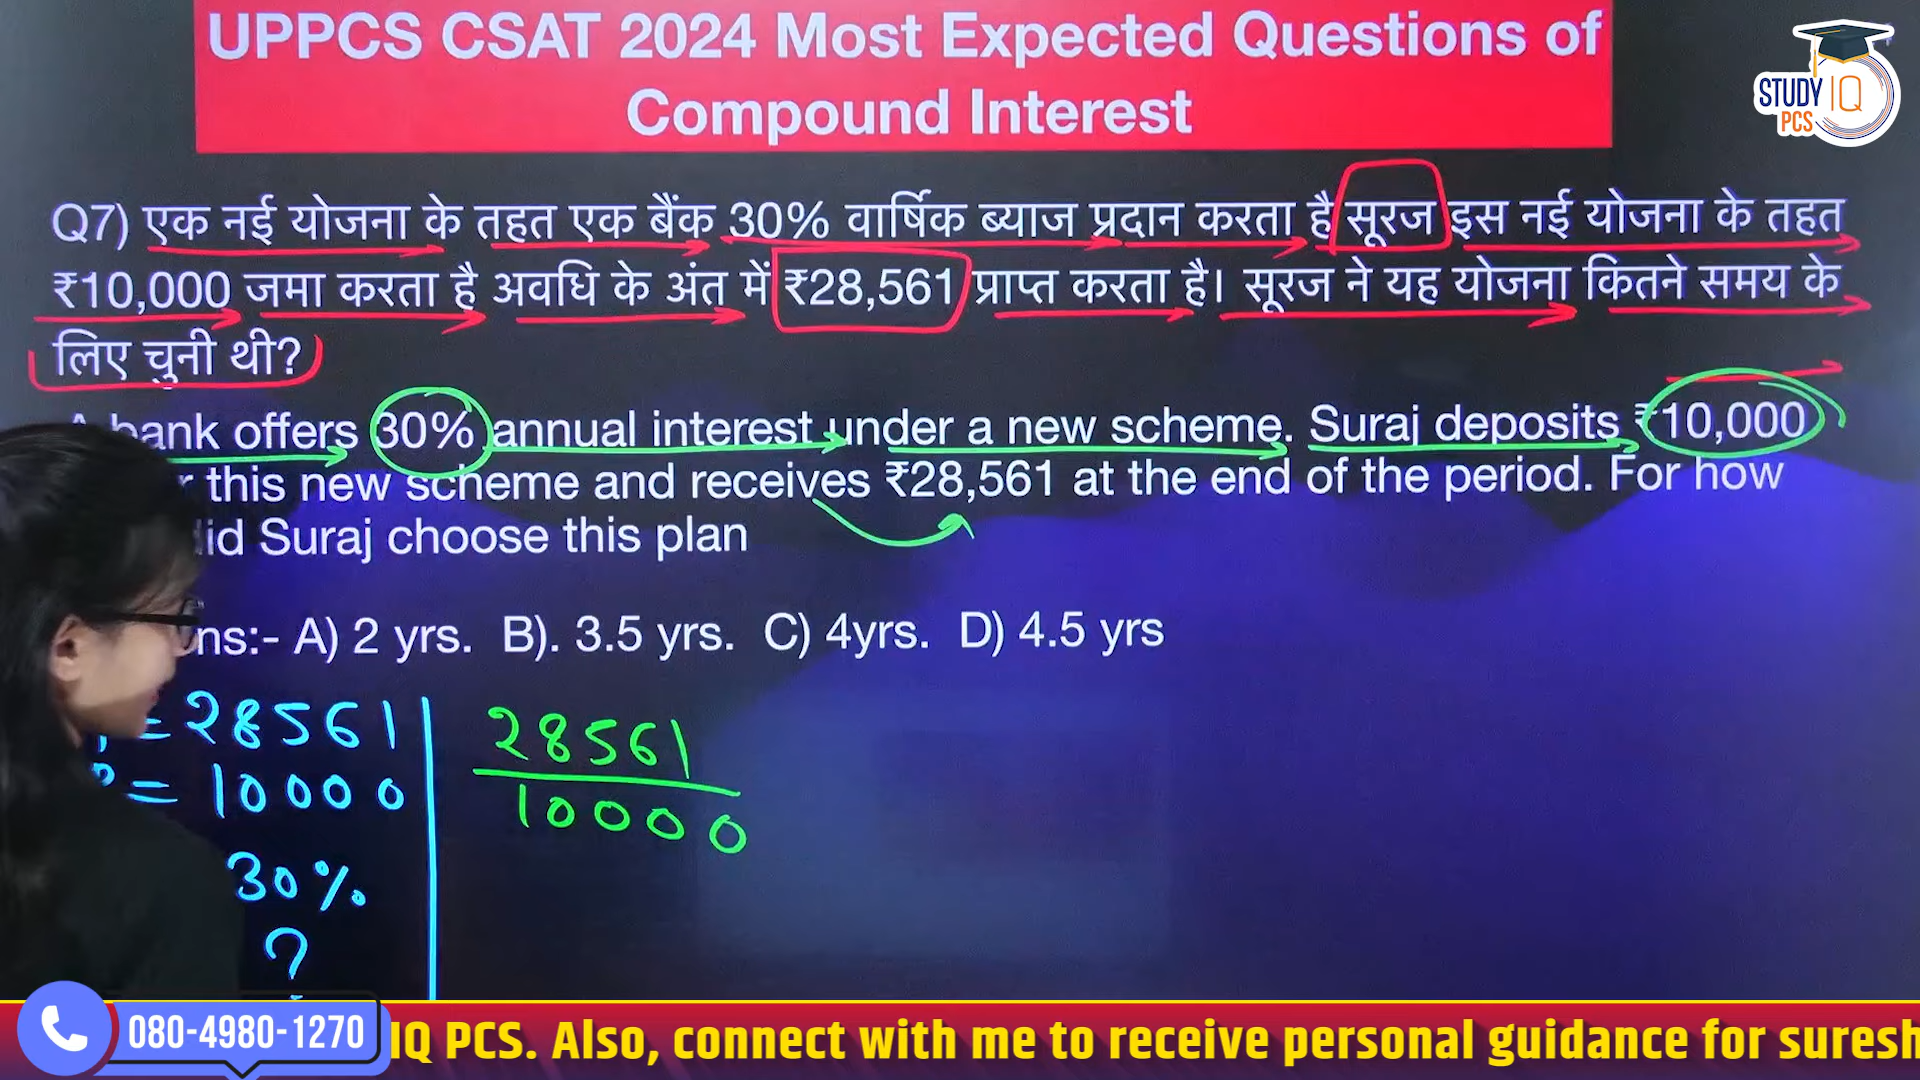 UPPCS CSAT 2024 Most Expected Questions of
Compound Interest
STUDY IQ
PCS
Q7) एक नई योजना के तहत एक बैंक 30% वार्षिक ब्याज प्रदान करता है सूरज इस नई योजना के तहत
₹10,000 जमा करता है अवधि के अंत में ₹28,561 प्राप्त करता है। सूरज ने यह योजना कितने समय के
लिए चुनी थी?
bank offers 30% annual interest under a new scheme. Suraj deposits ₹10,000
this new scheme and receives ₹28,561 at the end of the period. For how
Suraj choose this plan
A) 2 yrs. B). 3.5 yrs. C) 4yrs. D) 4.5 yrs
= 28561
= 10000
30%
?
28561
10000
080-4980-1270
IQ PCS. Also, connect with me to receive personal guidance for suresh